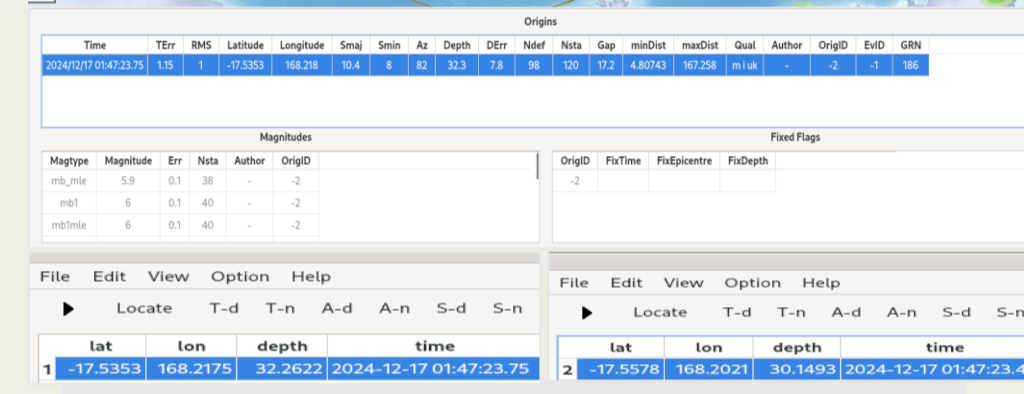 Origins
Time TErr RMS Latitude Longitude Smaj Smin Az Depth DErr Ndef Nsta Gap minDist maxDist Qual Author OrigID EvID GRN
2024/12/17 01:47:23.75 1.15 1 -17.5353 168.218 10.4 8 82 32.3 7.8 98 120 17.2 4.80743 167.258 m i uk - -2 -1 186
Magnitudes Fixed Flags
Magtype Magnitude Err Nsta Author OrigID OrigID FixTime FixEpicentre FixDepth
mb_mle 5.9 0.1 38 - -2 -2
mb1 6 0.1 40 - -2
mb1mle 6 0.1 40 - -2
File Edit View Option Help
Locate T-d T-n A-d A-n S-d S-n
lat lon depth time
1 -17.5353 168.2175 32.2622 2024-12-17 01:47:23.75
File Edit View Option Help
Locate T-d T-n A-d A-n S-d S-n
lat lon depth time
2 -17.5578 168.2021 30.1493 2024-12-17 01:47:23.4